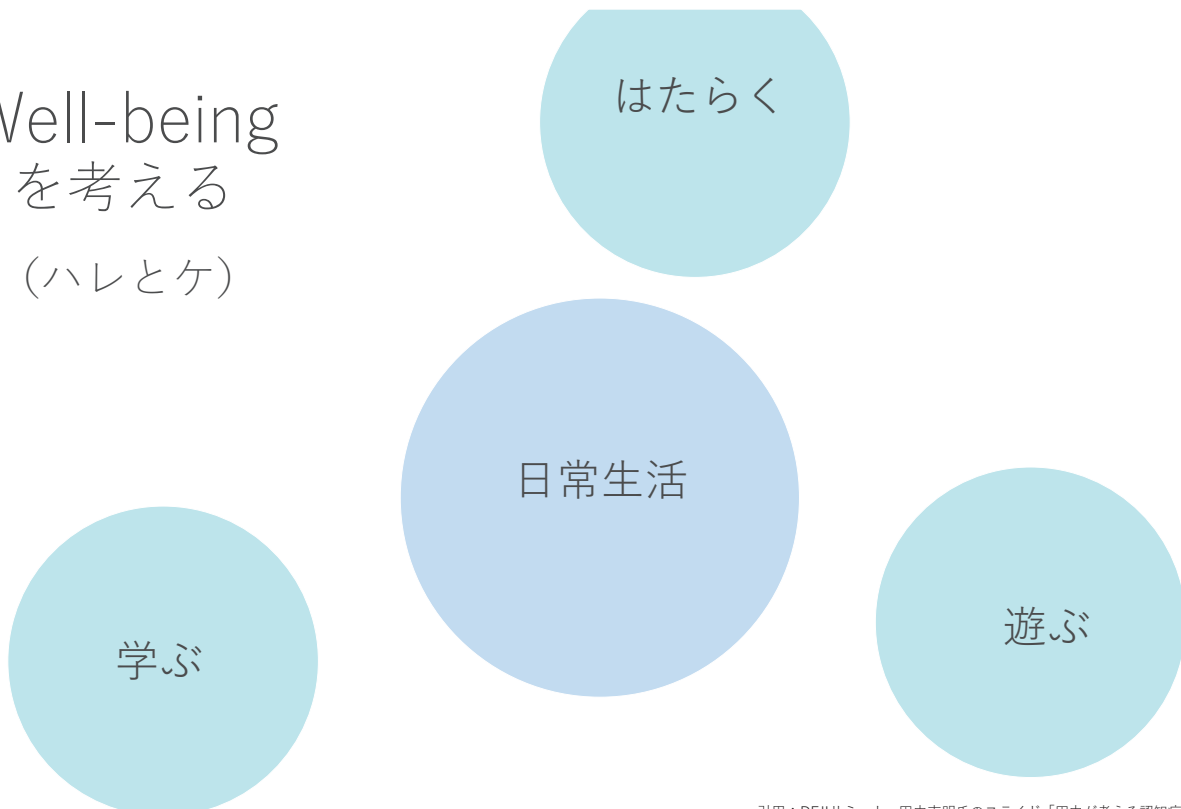 Well-being
を考える
（ハレとケ）
はたらく
日常生活
学ぶ
遊ぶ